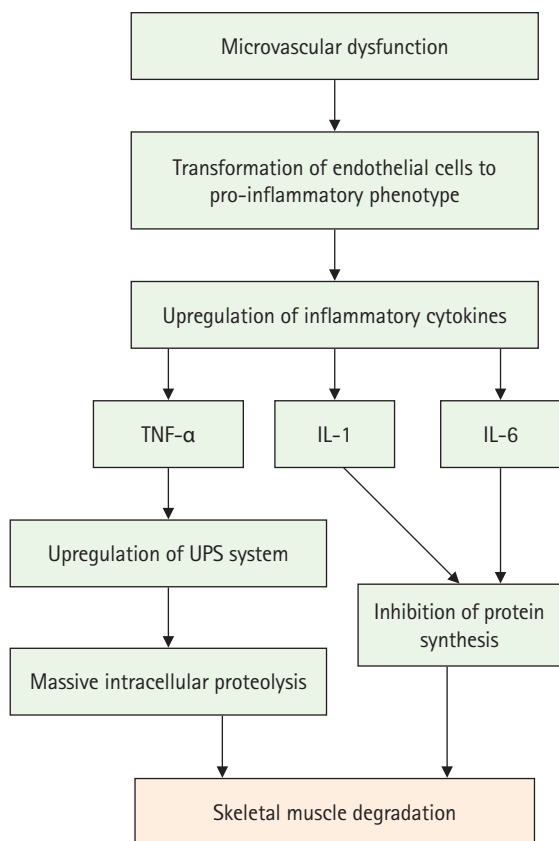 Microvascular dysfunction
Transformation of endothelial cells to
pro-inflammatory phenotype
Upregulation of inflammatory cytokines
TNF-α
IL-1
IL-6
Upregulation of UPS system
Inhibition of protein
synthesis
Massive intracellular proteolysis
Skeletal muscle degradation